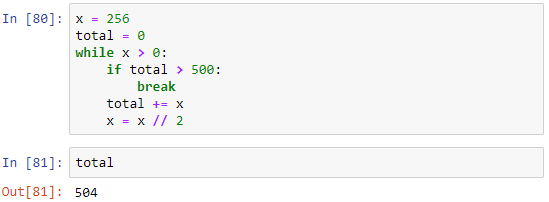 In [80]: x = 256
total = 0
while x > 0:
    if total > 500:
        break
    total += x
    x = x // 2
In [81]: total
Out[81]: 504